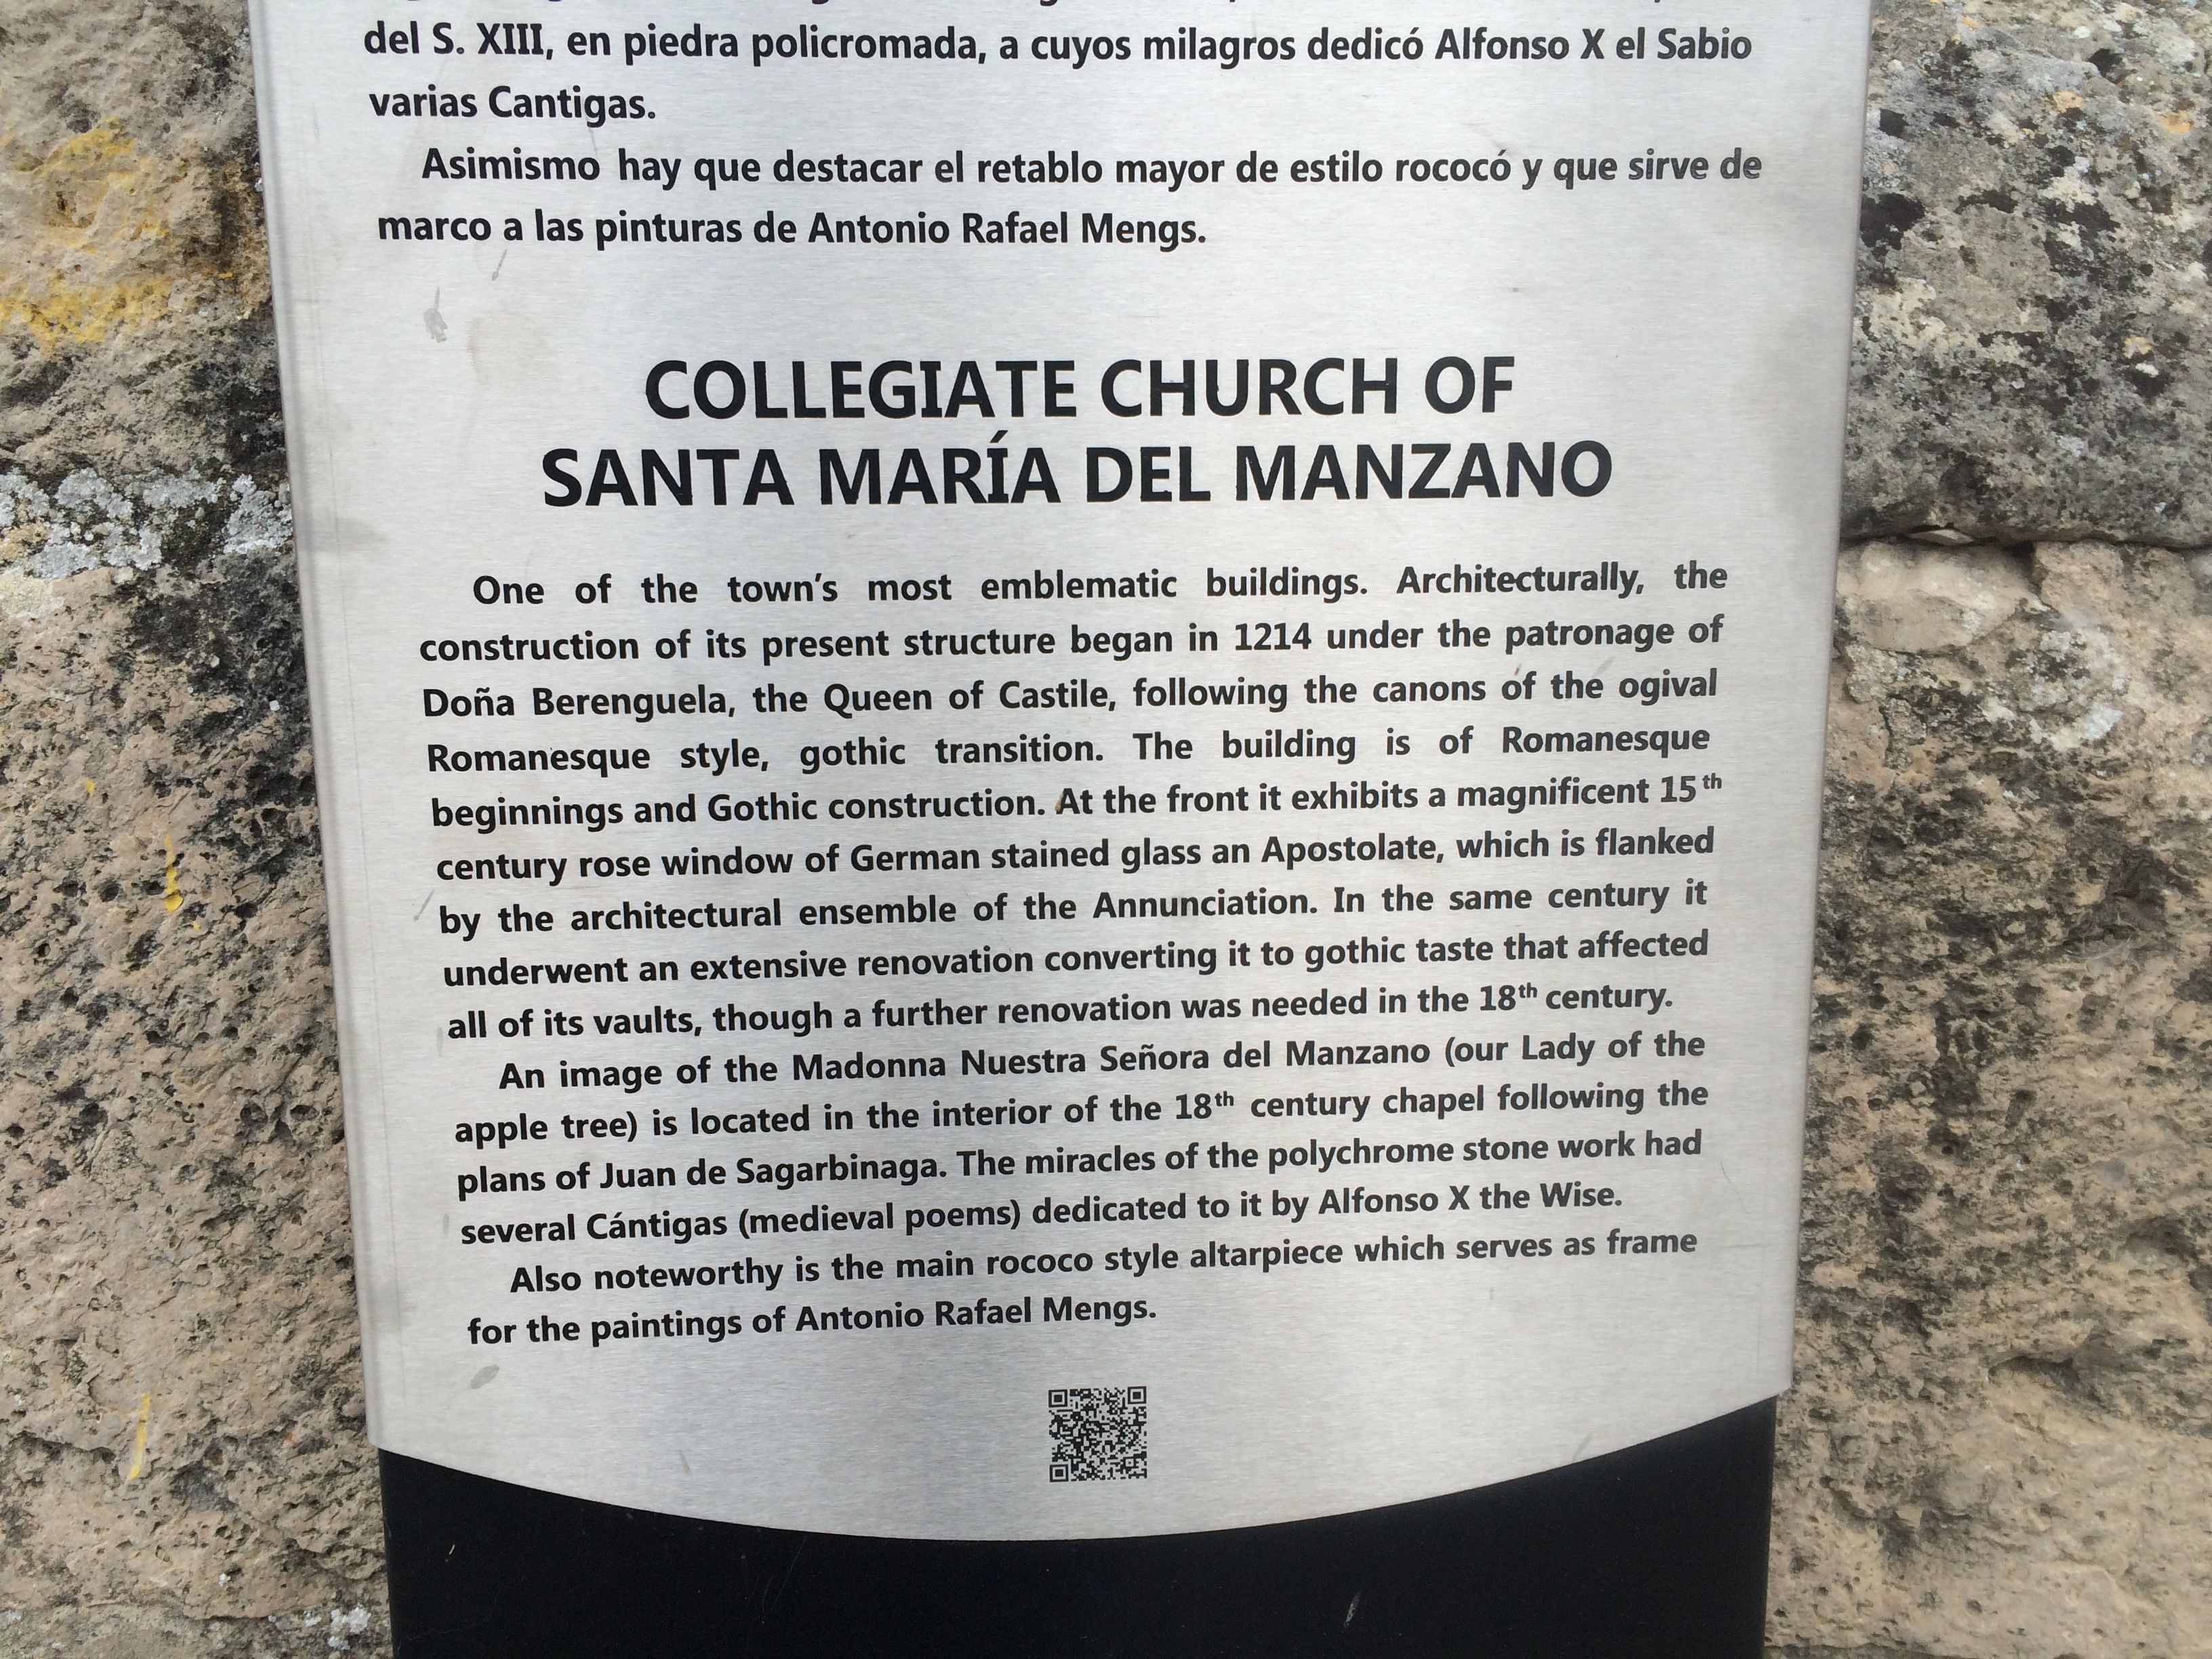 del S. XIII, en piedra policromada, a cuyos milagros dedicó Alfonso X el Sabio
varias Cantigas.
Asimismo hay que destacar el retablo mayor de estilo rococó y que sirve de
marco a las pinturas de Antonio Rafael Mengs.
COLLEGIATE CHURCH OF
SANTA MARÍA DEL MANZANO
One of the town's most emblematic buildings. Architecturally, the
construction of its present structure began in 1214 under the patronage of
Doña Berenguela, the Queen of Castile, following the canons of the ogival
Romanesque style, gothic transition. The building is of Romanesque
beginnings and Gothic construction. At the front it exhibits a magnificent 15th
century rose window of German stained glass an Apostolate, which is flanked
by the architectural ensemble of the Annunciation. In the same century it
underwent an extensive renovation converting it to gothic taste that affected
all of its vaults, though a further renovation was needed in the 18th century.
An image of the Madonna Nuestra Señora del Manzano (our Lady of the
apple tree) is located in the interior of the 18th century chapel following the
plans of Juan de Sagarbinaga. The miracles of the polychrome stone work had
several Cántigas (medieval poems) dedicated to it by Alfonso X the Wise.
Also noteworthy is the main rococo style altarpiece which serves as frame
for the paintings of Antonio Rafael Mengs.